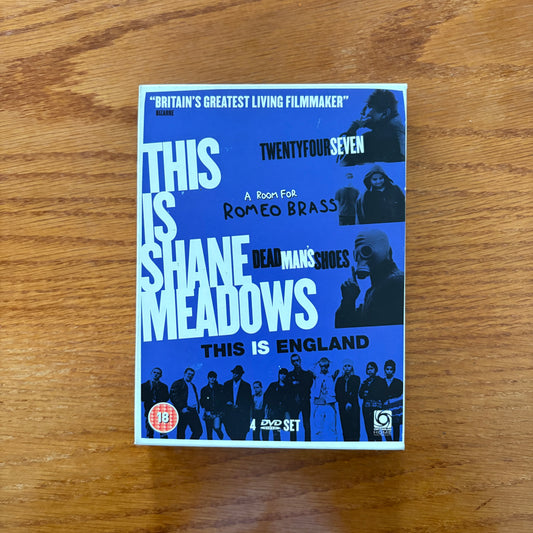 "BRITAIN'S GREATEST LIVING FILMMAKER"
BIZARRE
THIS
IS
SHANE
MEADOWS
TWENTYFOURSEVEN
A ROOM FOR
ROMEO BRASS
DEADMAN'SSHOES
THIS IS ENGLAND
18
4 DVD SET